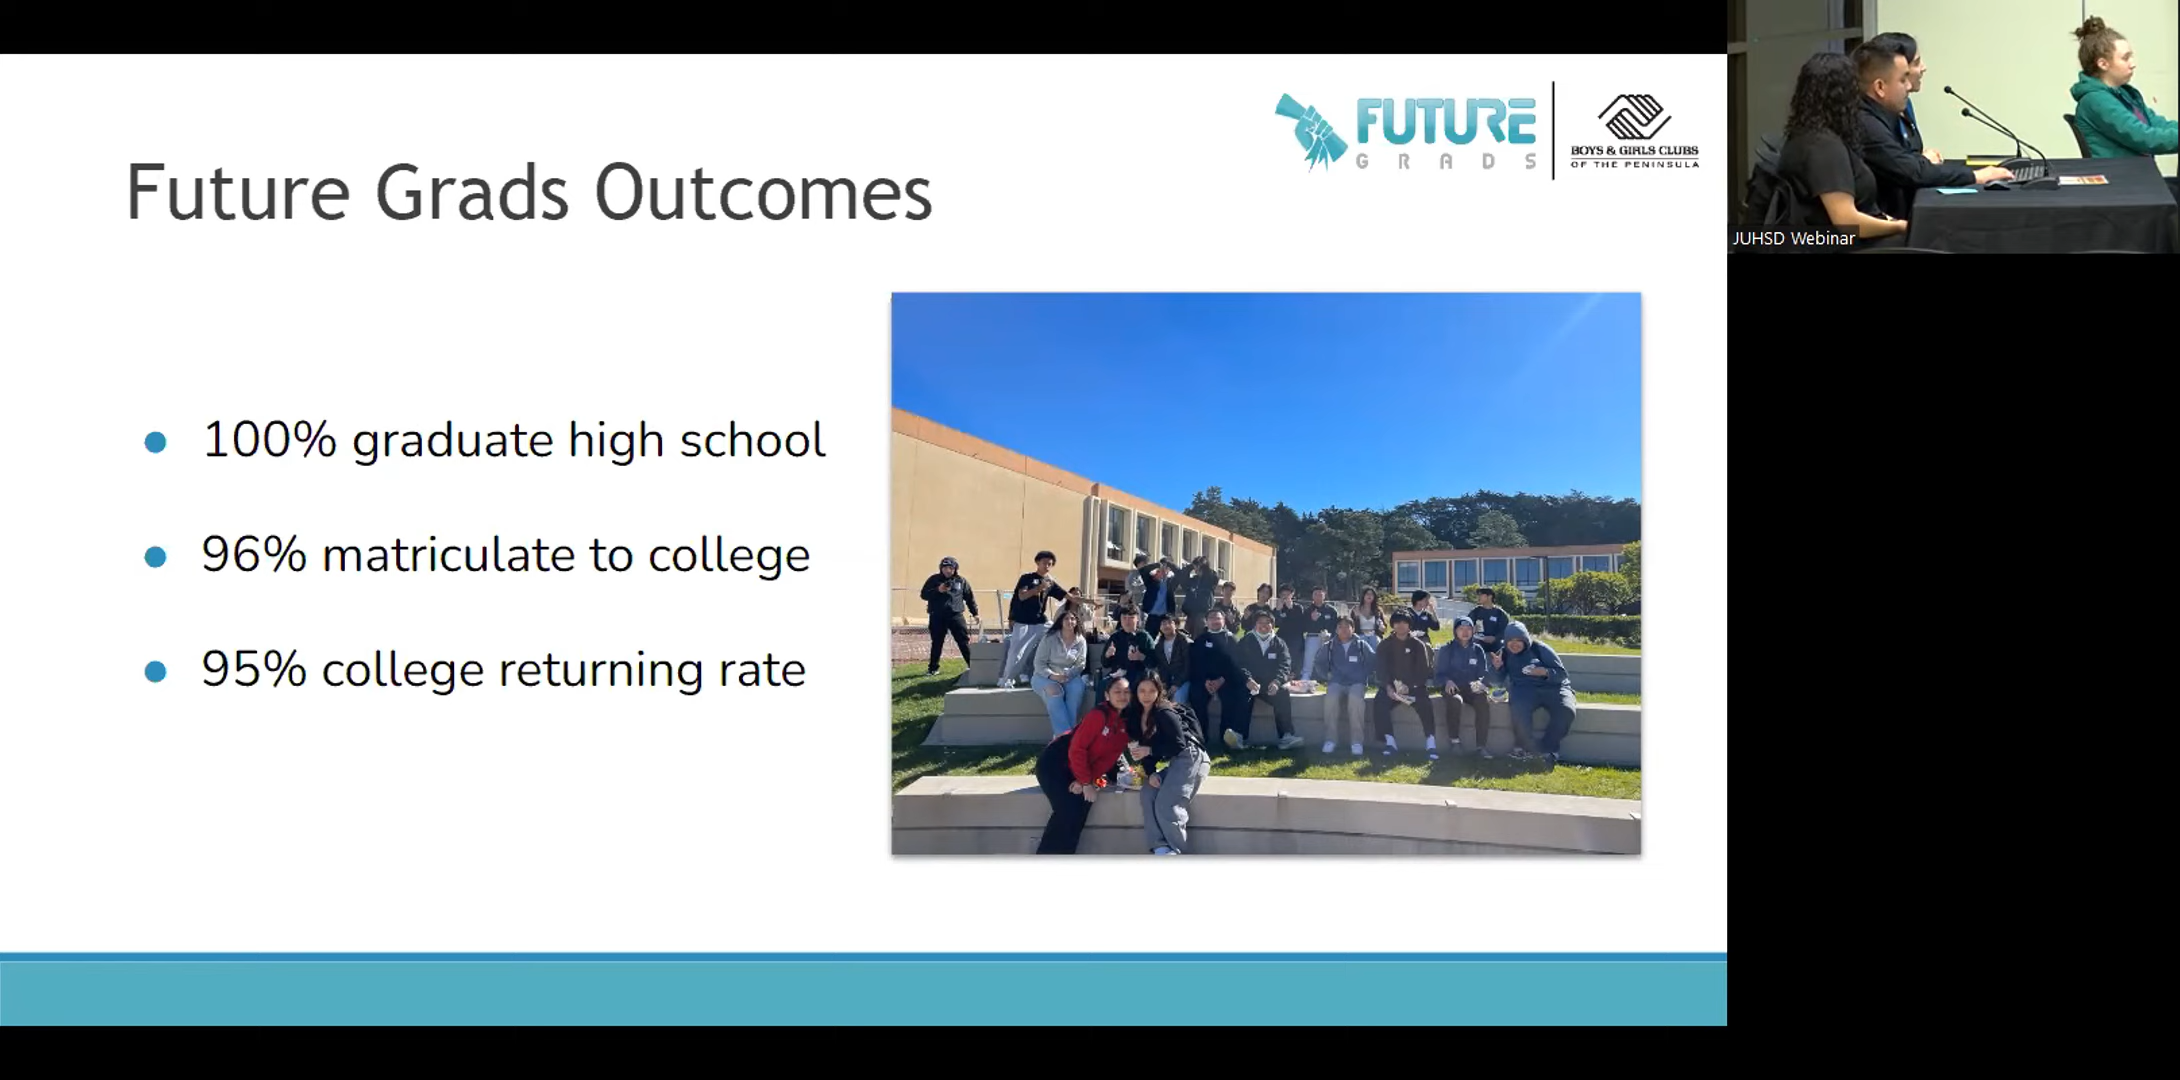 FUTURE
GRADS
BOYS & GIRLS CLUBS
OF THE PENINSULA
Future Grads Outcomes
100% graduate high school
96% matriculate to college
95% college returning rate
JUHSD Webinar